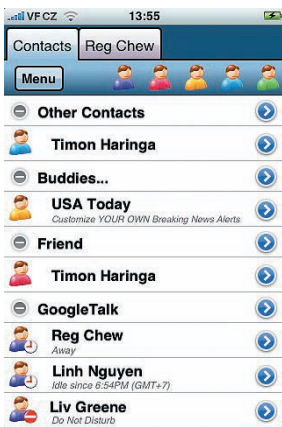 VF CZ 13:55
Contacts Reg Chew
Menu
Other Contacts
Timon Haringa
Buddies...
USA Today
Customize YOUR OWN Breaking News Alerts
Friend
Timon Haringa
GoogleTalk
Reg Chew
Away
Linh Nguyen
Idle since 6:54PM (GMT+7)
Liv Greene
Do Not Disturb